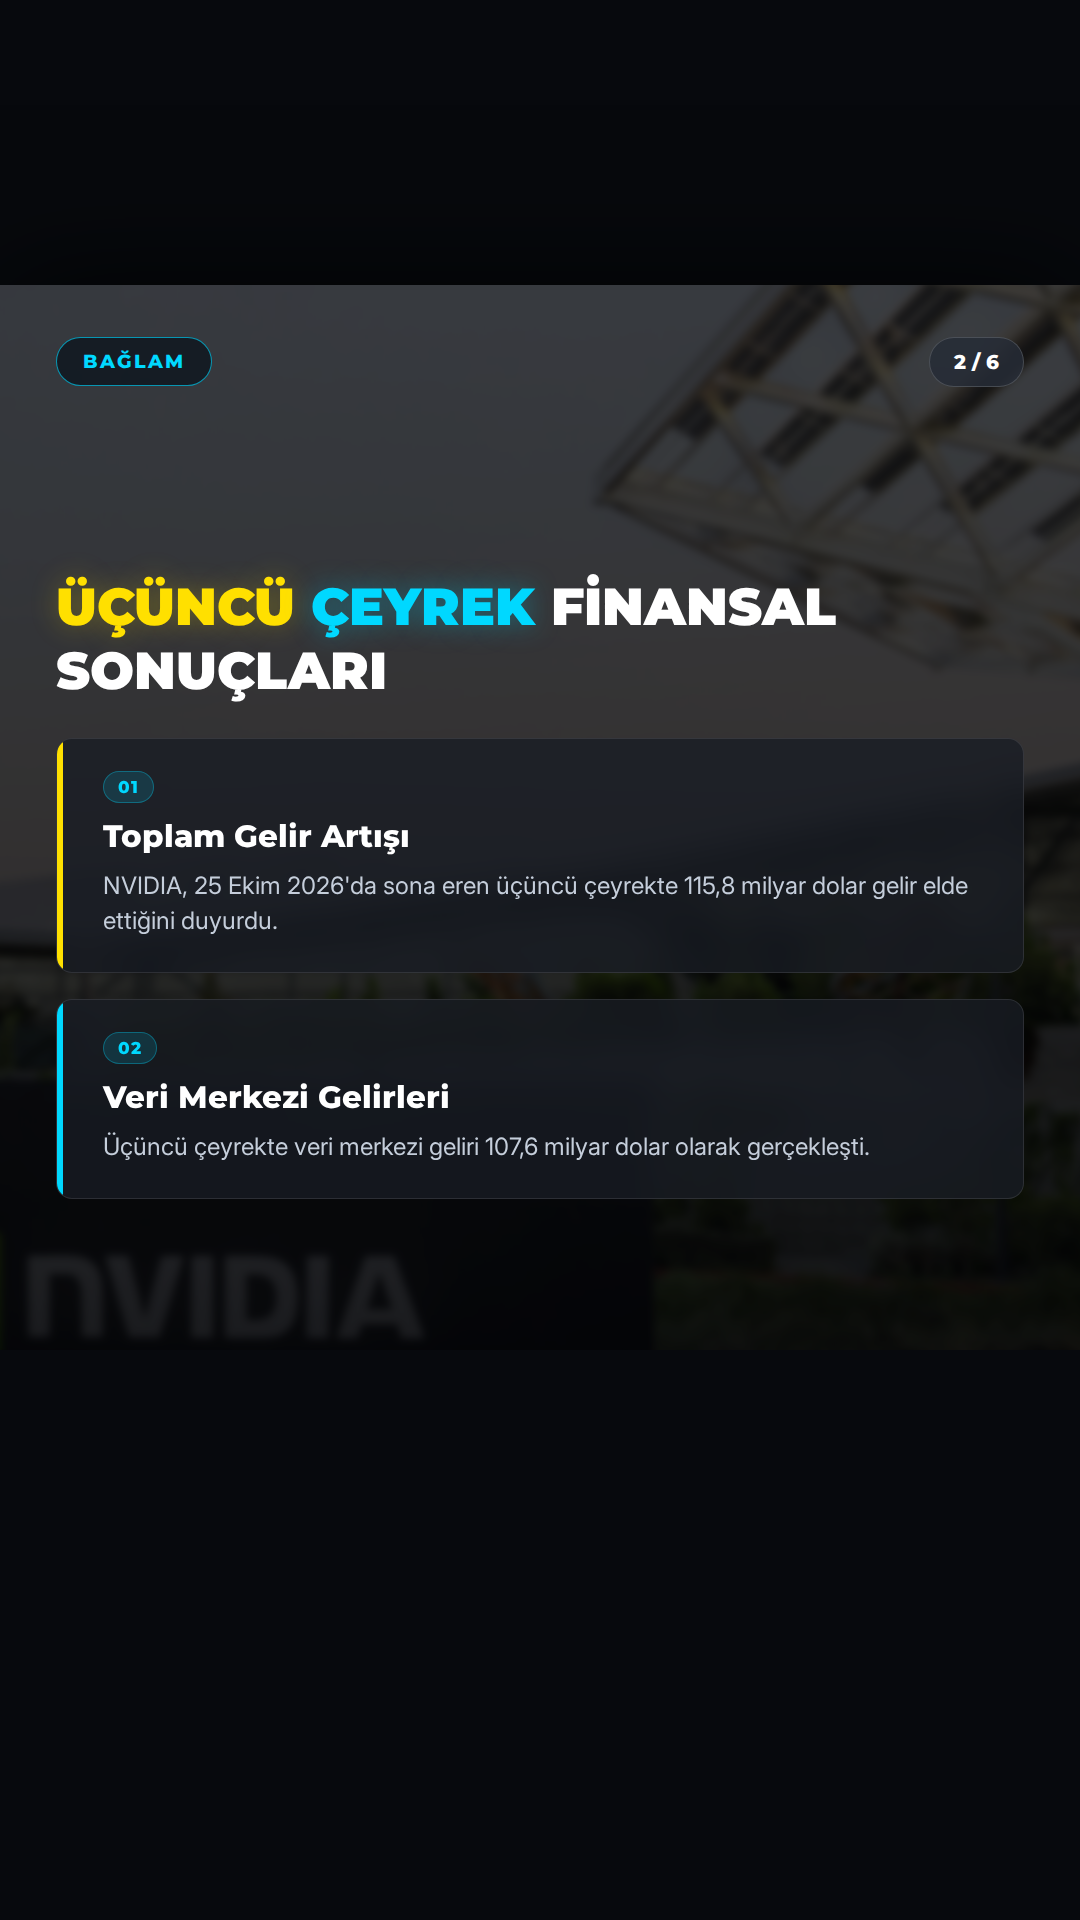 BAĞLAM
2 / 6
ÜÇÜNCÜ ÇEYREK FİNANSAL
SONUÇLARI
01
Toplam Gelir Artışı
NVIDIA, 25 Ekim 2026'da sona eren üçüncü çeyrekte 115,8 milyar dolar gelir elde
ettiğini duyurdu.
02
Veri Merkezi Gelirleri
Üçüncü çeyrekte veri merkezi geliri 107,6 milyar dolar olarak gerçekleşti.
NVIDIA